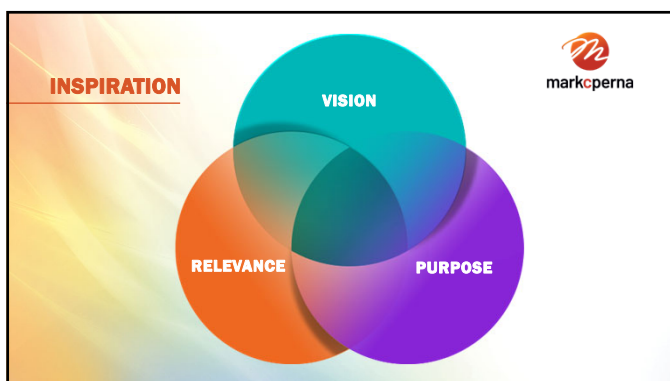 INSPIRATION
VISION
markcperna
RELEVANCE
PURPOSE